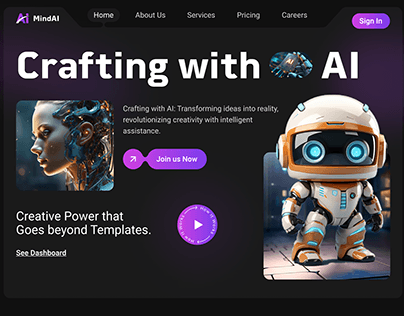 MindAI
Home
About Us
Services
Pricing
Careers
Sign In
Crafting with AI
Crafting with AI: Transforming ideas into reality,
revolutionizing creativity with intelligent
assistance.
Join us Now
Creative Power that
Goes beyond Templates.
See Dashboard